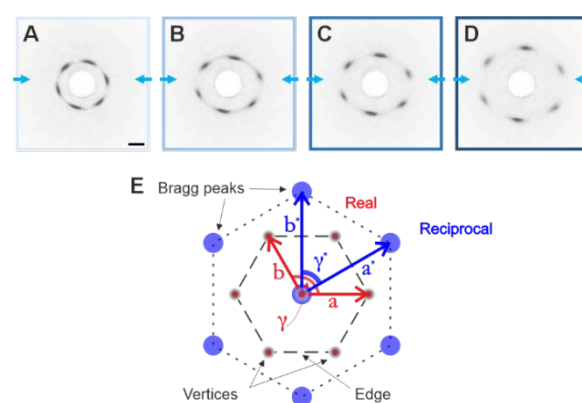 A
B
C
D
E
Bragg peaks
Real
Reciprocal
b*
γ*
a*
b
a
γ
Vertices
Edge